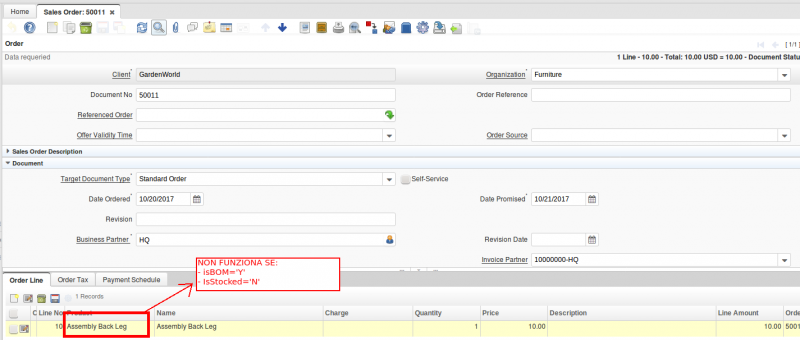 Home
Sales Order: 50011
Order
[ 1/1
Data requeried
1 Line - 10.00 - Total: 10.00 USD = 10.00 - Document Statu
Client GardenWorld Organization Furniture
Document No 50011 Order Reference
Referenced Order
Offer Validity Time Order Source
Sales Order Description
Document
Target Document Type Standard Order Self-Service
Date Ordered 10/20/2017 Date Promised 10/21/2017
Revision
Business Partner HQ Revision Date
Invoice Partner 10000000-HQ
NON FUNZIONA SE:
- isBOM='Y'
- IsStocked='N'
Order Line Order Tax Payment Schedule
1 Records
C Line No Product Name Charge Quantity Price Description Line Amount Orde
10 Assembly Back Leg Assembly Back Leg 1 10.00 10.00 5001